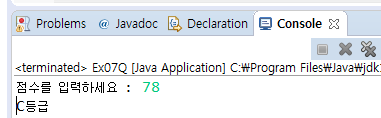 Problems @ Javadoc Declaration Console
<terminated> Ex07Q [Java Application] C:₩Program Files₩Java₩jdk
점수를 입력하세요 : 78
C등급